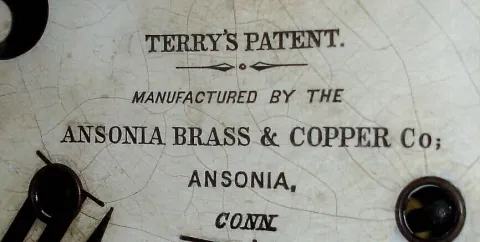 TERRY'S PATENT.
MANUFACTURED BY THE
ANSONIA BRASS & COPPER Co;
ANSONIA,
CONN.